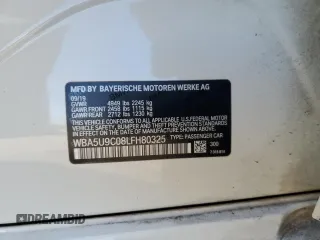 MFD BY BAYERISCHE MOTOREN WERKE AG
09/19
GVWR 4949 lbs 2245 kg
GAWR/FRONT 2458 lbs 1115 kg
GAWR/REAR 2712 lbs 1230 kg
THIS VEHICLE CONFORMS TO ALL APPLICABLE
U.S. FEDERAL MOTOR VEHICLE SAFETY, BUMPER
AND THEFT PREVENTION STANDARDS IN EFFECT ON
THE DATE OF MANUFACTURE SHOWN ABOVE.
WBA5U9C08LFH80325
TYPE: PASSENGER CAR
300
DREAMBID
DREAMBID